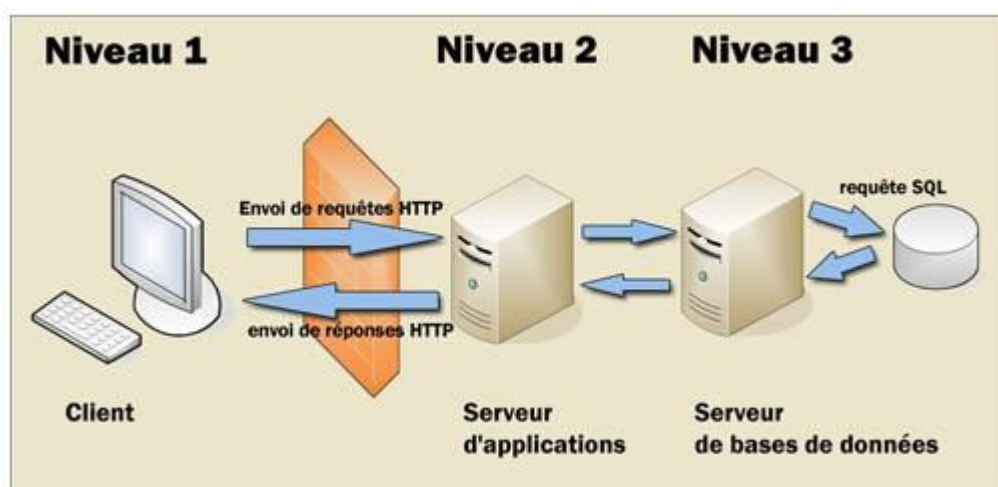 Niveau 1
Niveau 2
Niveau 3
requête SQL
Envoi de requêtes HTTP
envoi de réponses HTTP
Client
Serveur
d'applications
Serveur
de bases de données